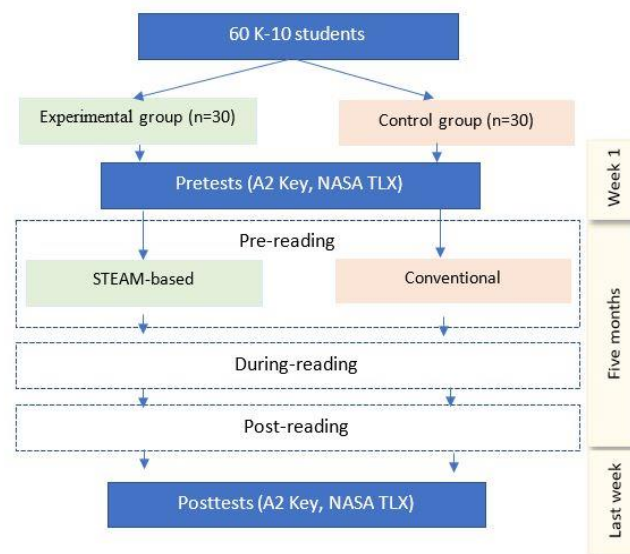 60 K-10 students
Experimental group (n=30)
Control group (n=30)
Week 1
Pretests (A2 Key, NASA TLX)
Pre-reading
STEAM-based
Conventional
Five months
During-reading
Post-reading
Last week
Posttests (A2 Key, NASA TLX)